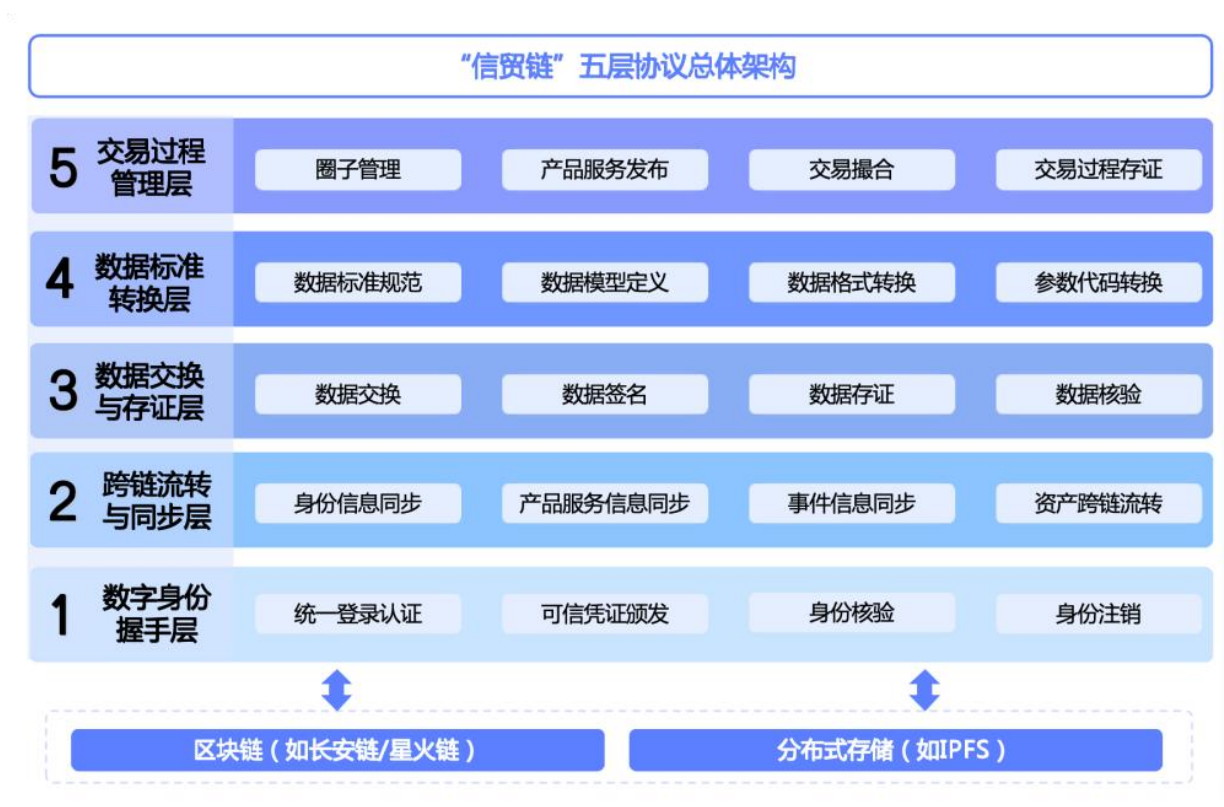 “信贸链”五层协议总体架构
5 交易过程
管理层
圈子管理 产品服务发布 交易撮合 交易过程存证
4 数据标准
转换层
数据标准规范 数据模型定义 数据格式转换 参数代码转换
3 数据交换
与存证层
数据交换 数据签名 数据存证 数据核验
2 跨链流转
与同步层
身份信息同步 产品服务信息同步 事件信息同步 资产跨链流转
1 数字身份
握手层
统一登录认证 可信凭证颁发 身份核验 身份注销
区块链（如长安链/星火链） 分布式存储（如IPFS）